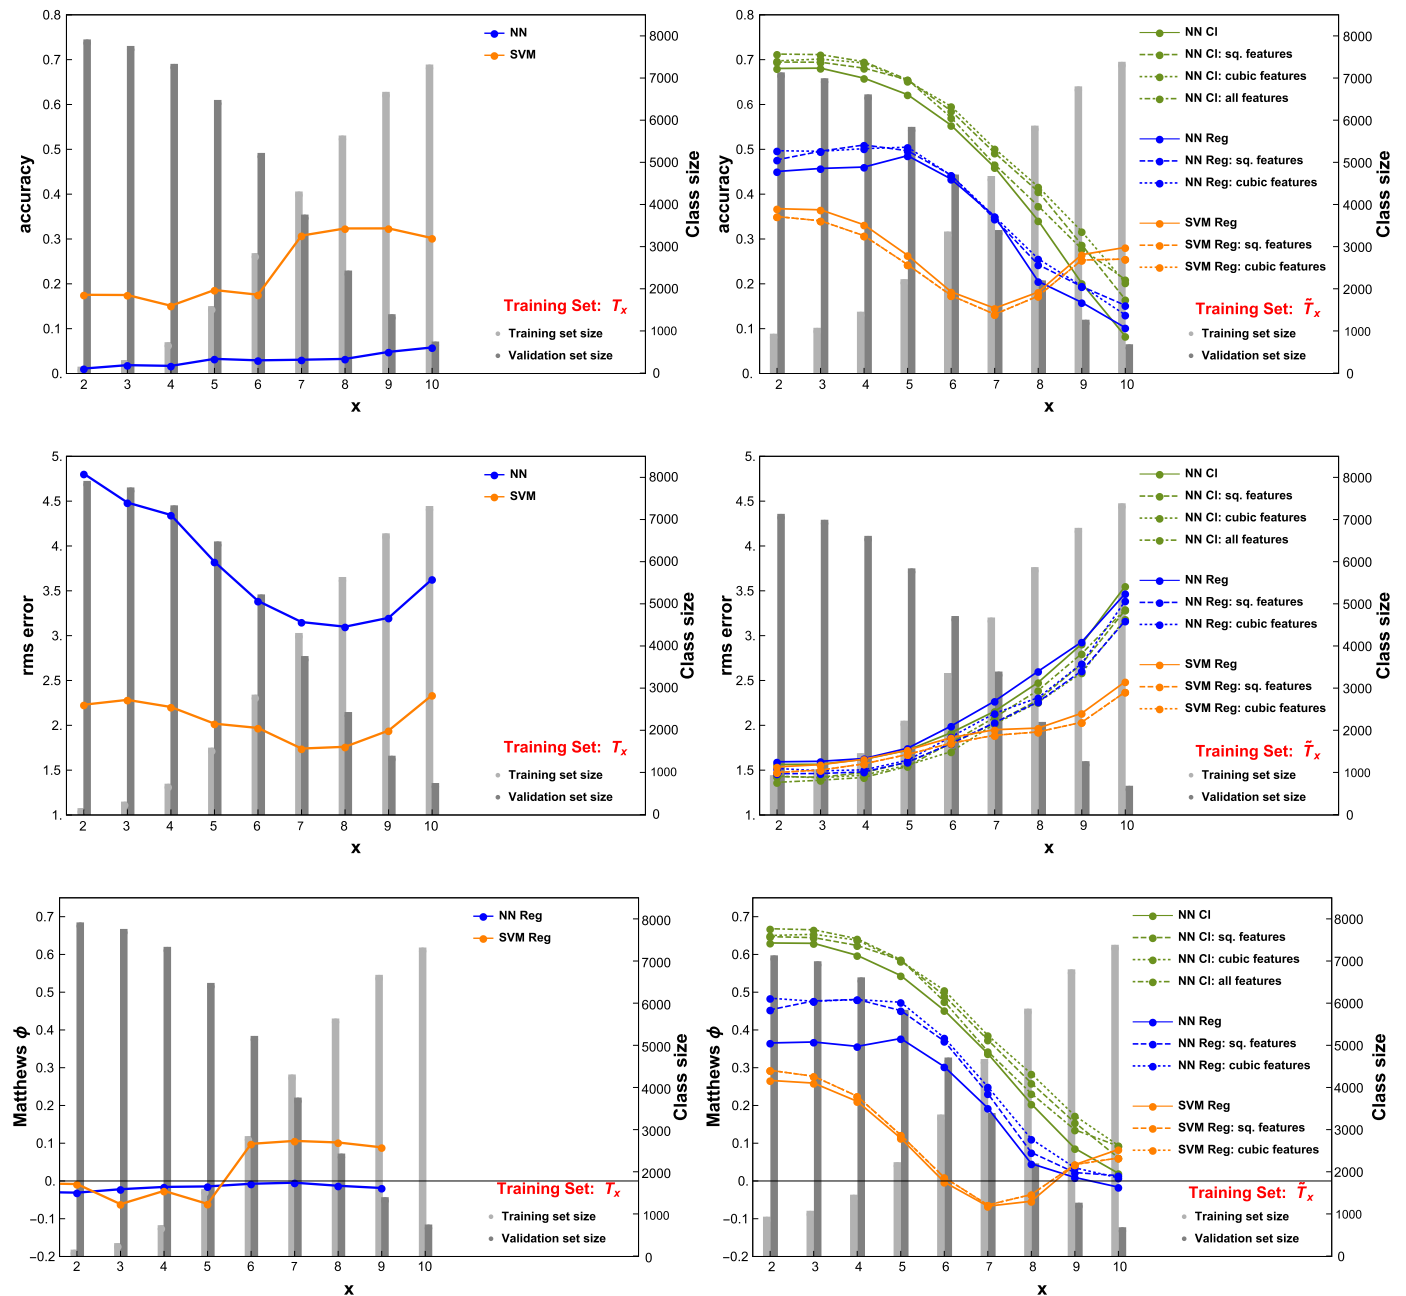 0.8
0.7
0.6
0.5
0.4
0.3
0.2
0.1
0.
accuracy
2 3 4 5 6 7 8 9 10
x
8000
7000
6000
5000
4000
3000
2000
1000
0
Class size
NN
SVM
Training Set: Tₓ
Training set size
Validation set size
0.8
0.7
0.6
0.5
0.4
0.3
0.2
0.1
0.
accuracy
2 3 4 5 6 7 8 9 10
x
8000
7000
6000
5000
4000
3000
2000
1000
0
Class size
NN Cl
NN Cl: sq. features
NN Cl: cubic features
NN Cl: all features
NN Reg
NN Reg: sq. features
NN Reg: cubic features
SVM Reg
SVM Reg: sq. features
SVM Reg: cubic features
Training Set: T̃ₓ
Training set size
Validation set size
5.
4.5
4.
3.5
3.
2.5
2.
1.5
1.
rms error
2 3 4 5 6 7 8 9 10
x
8000
7000
6000
5000
4000
3000
2000
1000
0
Class size
NN
SVM
Training Set: Tₓ
Training set size
Validation set size
5.
4.5
4.
3.5
3.
2.5
2.
1.5
1.
rms error
2 3 4 5 6 7 8 9 10
x
8000
7000
6000
5000
4000
3000
2000
1000
0
Class size
NN Cl
NN Cl: sq. features
NN Cl: cubic features
NN Cl: all features
NN Reg
NN Reg: sq. features
NN Reg: cubic features
SVM Reg
SVM Reg: sq. features
SVM Reg: cubic features
Training Set: T̃ₓ
Training set size
Validation set size
0.7
0.6
0.5
0.4
0.3
0.2
0.1
0.
−0.1
−0.2
Matthews ϕ
2 3 4 5 6 7 8 9 10
x
8000
7000
6000
5000
4000
3000
2000
1000
0
Class size
NN Reg
SVM Reg
Training Set: Tₓ
Training set size
Validation set size
0.7
0.6
0.5
0.4
0.3
0.2
0.1
0.
−0.1
−0.2
Matthews ϕ
2 3 4 5 6 7 8 9 10
x
8000
7000
6000
5000
4000
3000
2000
1000
0
Class size
NN Cl
NN Cl: sq. features
NN Cl: cubic features
NN Cl: all features
NN Reg
NN Reg: sq. features
NN Reg: cubic features
SVM Reg
SVM Reg: sq. features
SVM Reg: cubic features
Training Set: T̃ₓ
Training set size
Validation set size